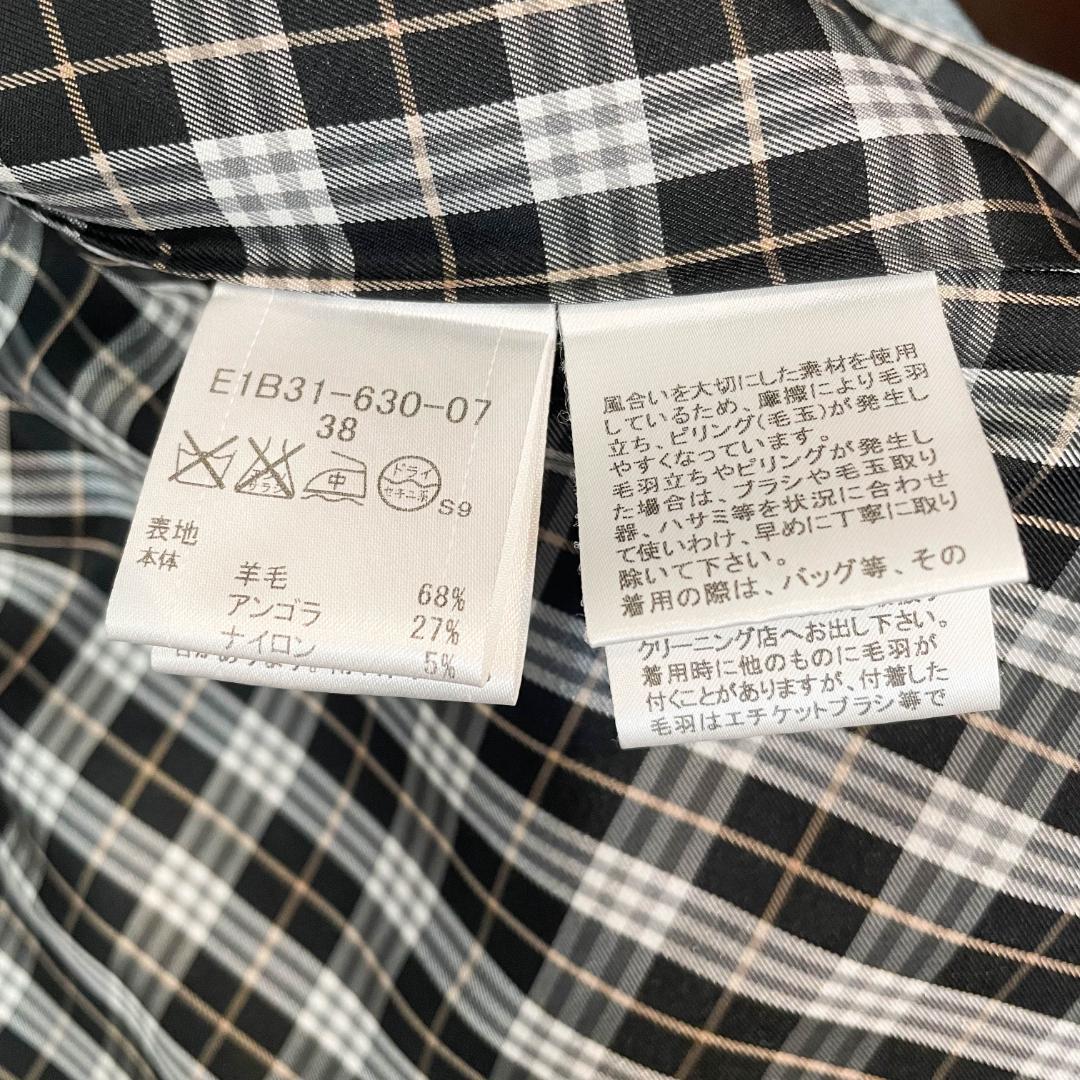 E1B31-630-07
38
中
ドライ
セキユ系
S9
表地
本体
羊毛 68%
アンゴラ 27%
ナイロン 5%
風合いを大切にした素材を使用
しているため、摩擦により毛羽
立ち、ピリング(毛玉)が発生し
やすくなっています。
毛羽立ちやピリングが発生し
た場合は、ブラシや毛玉取り
器、ハサミ等を状況に合わせ
て使いわけ、早めに丁寧に取り
除いて下さい。
着用の際は、バッグ等、その
クリーニング店へお出し下さい。
着用時に他のものに毛羽が
付くことがありますが、付着した
毛羽はエチケットブラシ等で